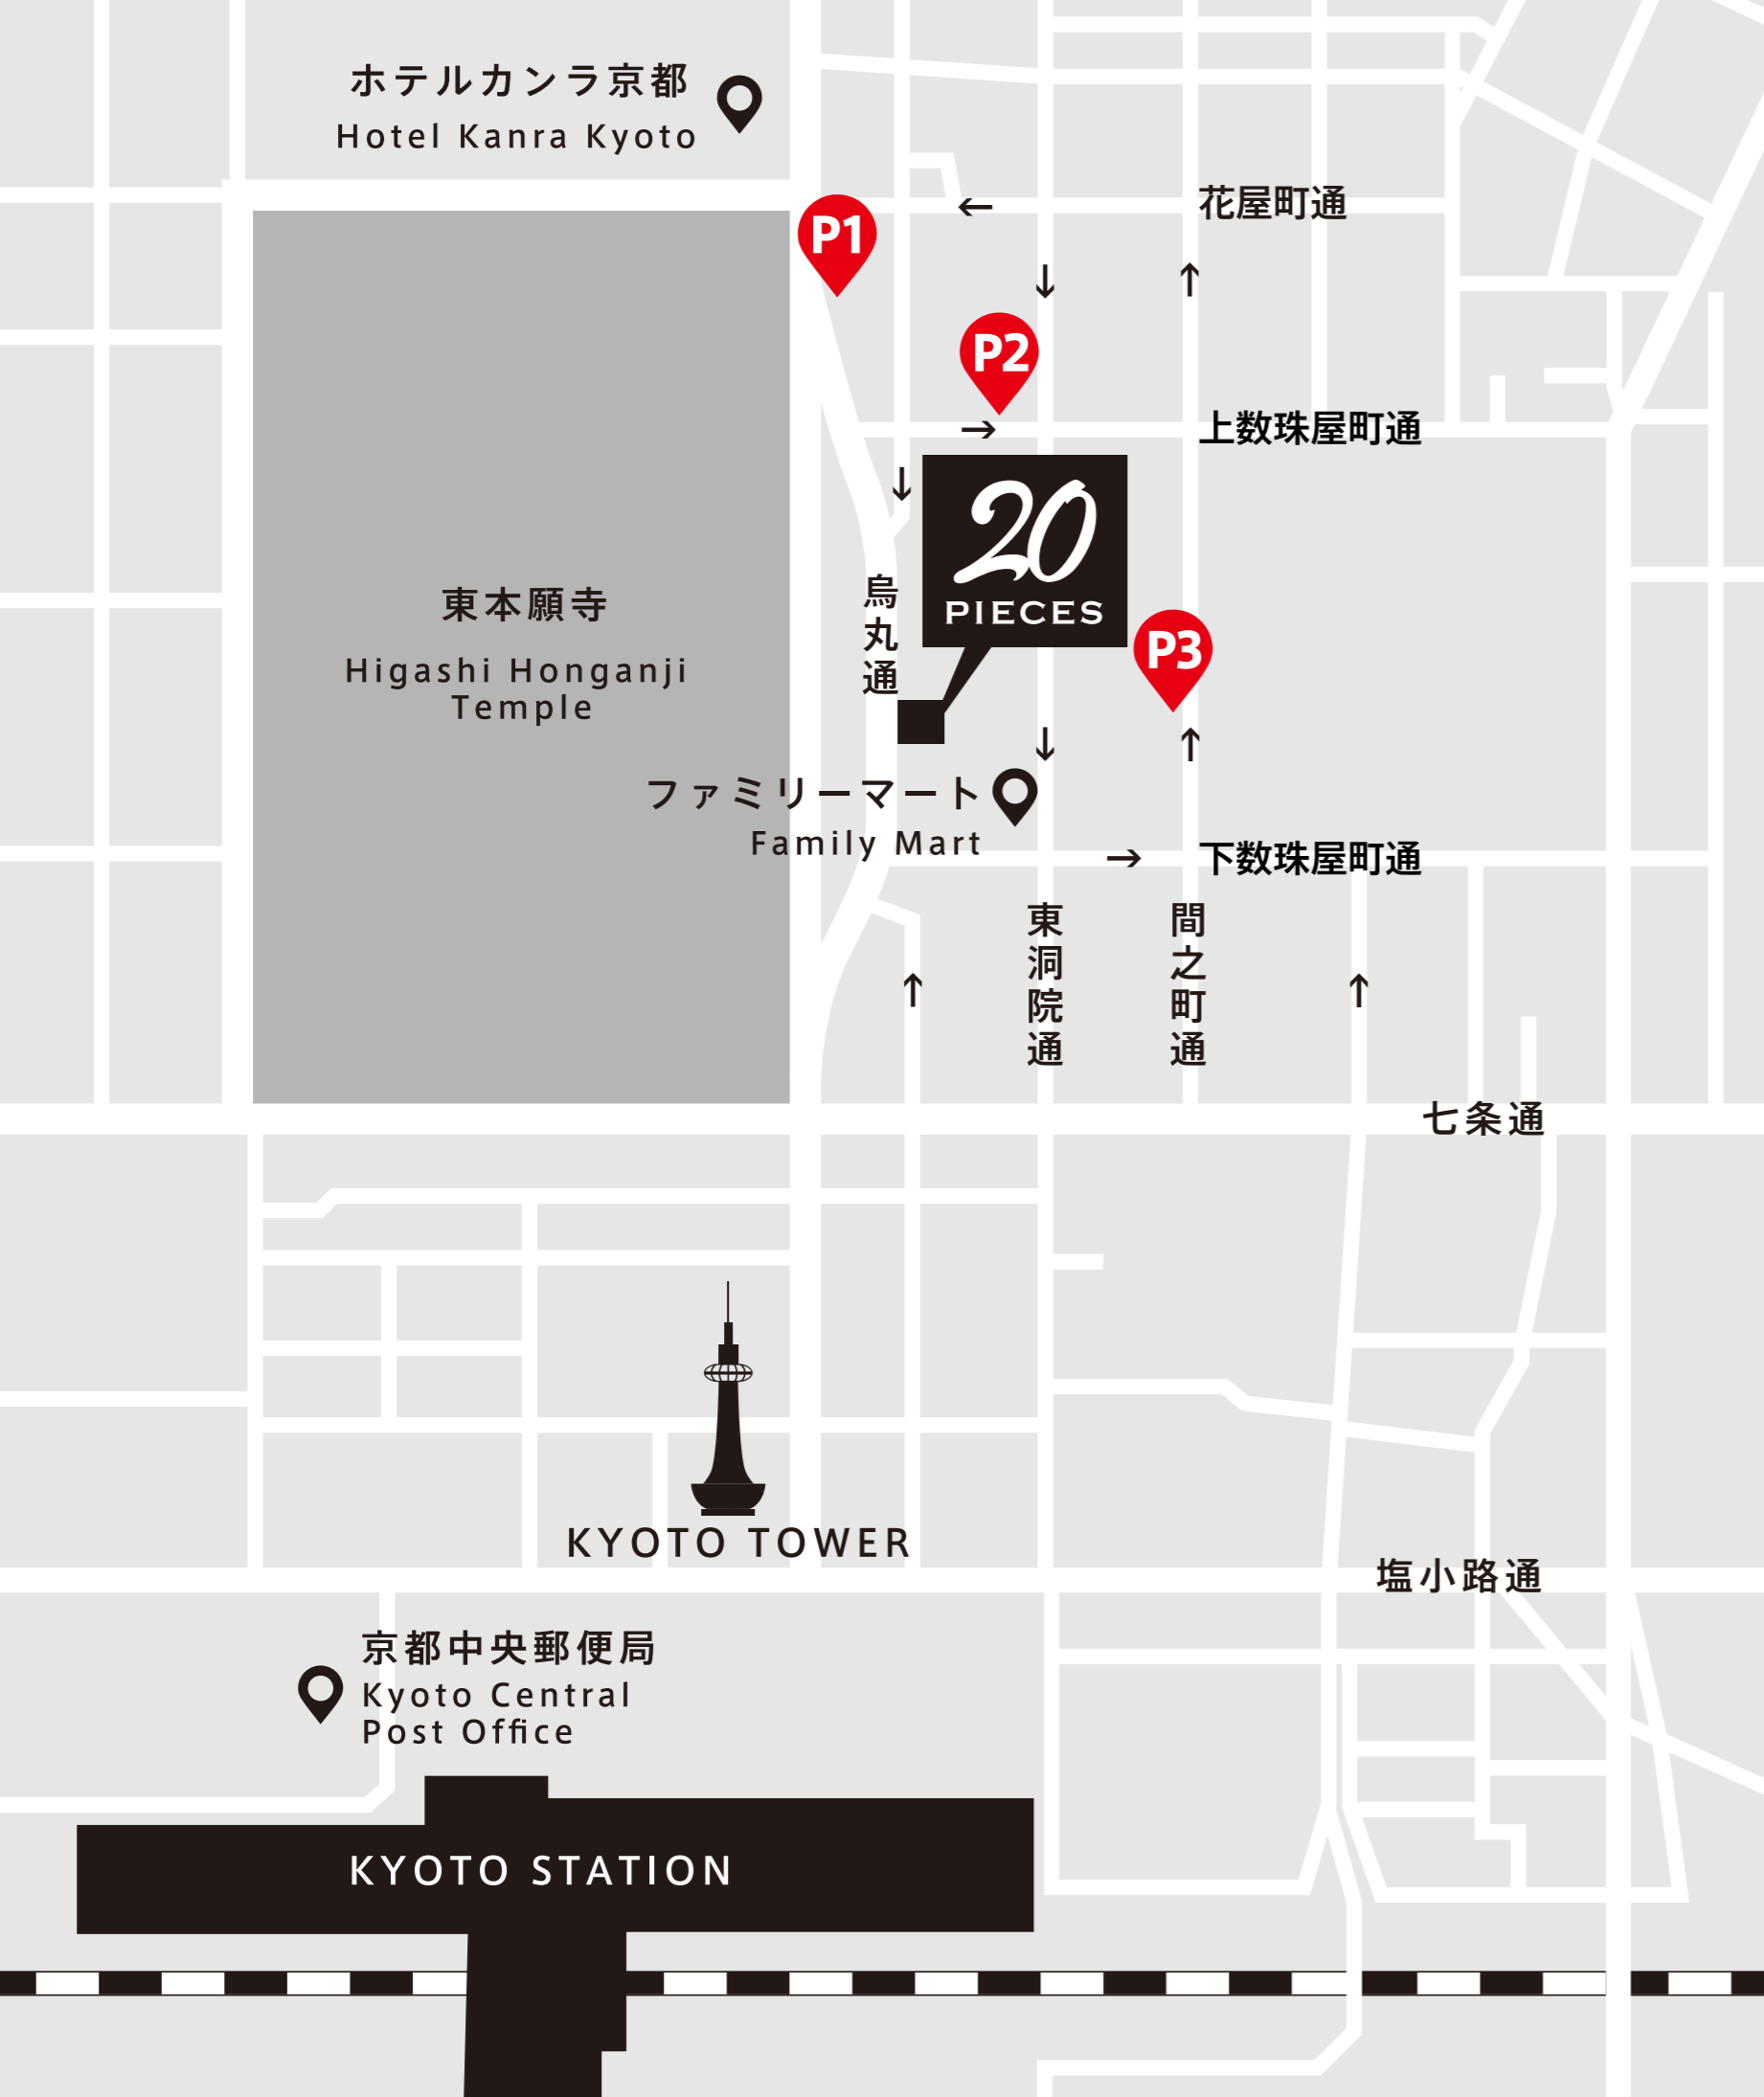 ホテルカンラ京都
Hotel Kanra Kyoto
P1
花屋町通
P2
上数珠屋町通
20
PIECES
烏丸通
東本願寺
Higashi Honganji
Temple
P3
ファミリーマート
Family Mart
下数珠屋町通
東洞院通
間之町通
七条通
KYOTO TOWER
塩小路通
京都中央郵便局
Kyoto Central
Post Office
KYOTO STATION